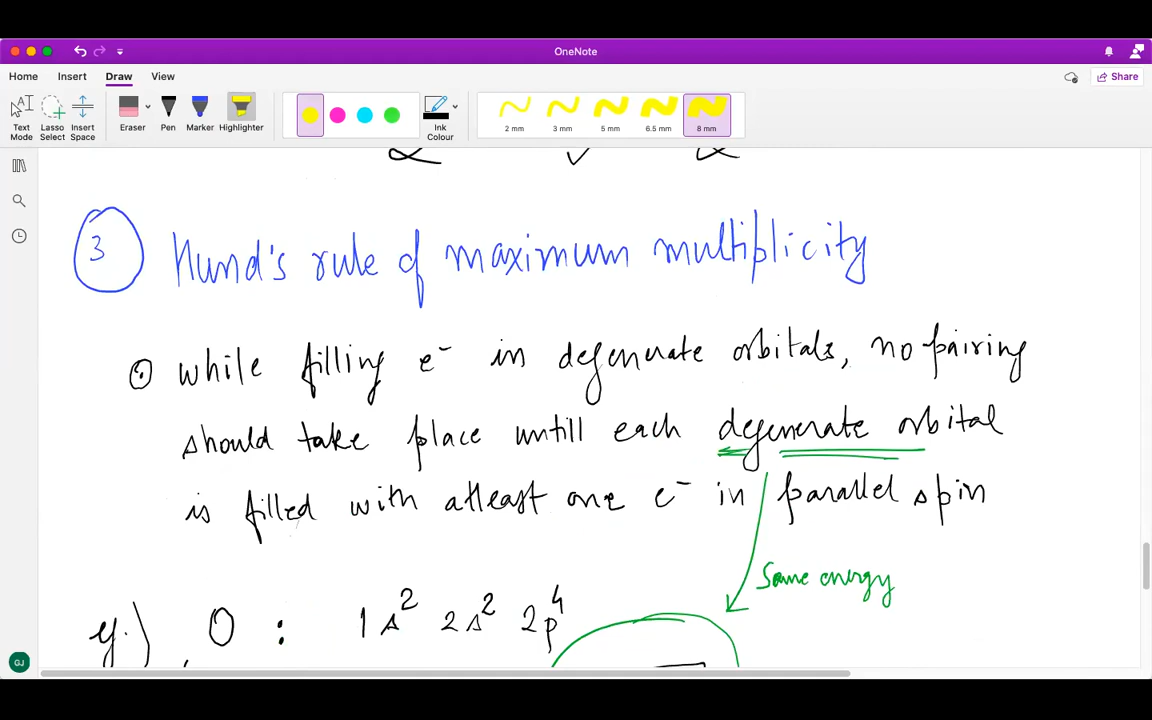 OneNote
Home Insert Draw View
Share
Text Mode
Lasso Select
Insert Space
Eraser
Pen
Marker
Highlighter
Ink Colour
2 mm
3 mm
5 mm
6.5 mm
8 mm
3 Hund's rule of maximum multiplicity
while filling e⁻ in degenerate orbitals, no pairing
should take place untill each degenerate orbital
is filled with atleast one e⁻ in parallel spin
Same energy
eg.) O : 1s² 2s² 2p⁴
GJ